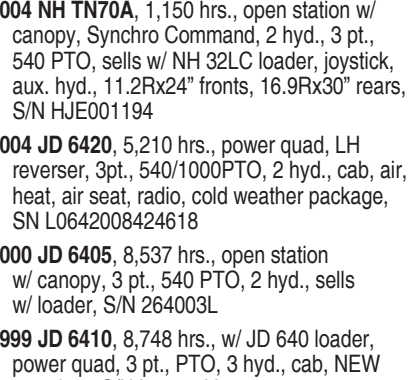 004 NH TN70A, 1,150 hrs., open station w/
canopy, Synchro Command, 2 hyd., 3 pt.,
540 PTO, sells w/ NH 32LC loader, joystick,
aux. hyd., 11.2Rx24” fronts, 16.9Rx30” rears,
S/N HJE001194
004 JD 6420, 5,210 hrs., power quad, LH
reverser, 3pt., 540/1000PTO, 2 hyd., cab, air,
heat, air seat, radio, cold weather package,
SN L0642008424618
000 JD 6405, 8,537 hrs., open station
w/ canopy, 3 pt., 540 PTO, 2 hyd., sells
w/ loader, S/N 264003L
999 JD 6410, 8,748 hrs., w/ JD 640 loader,
power quad, 3 pt., PTO, 3 hyd., cab, NEW